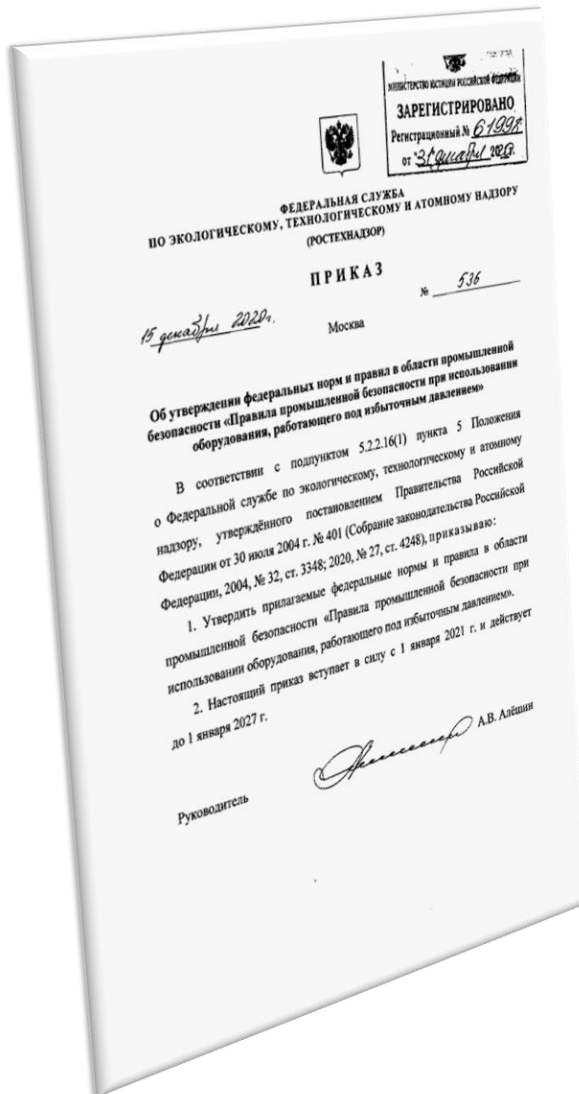 МИНИСТЕРСТВО ЮСТИЦИИ РОССИЙСКОЙ ФЕДЕРАЦИИ
ЗАРЕГИСТРИРОВАНО
Регистрационный № 61998
от "31 декабря 2020.
ФЕДЕРАЛЬНАЯ СЛУЖБА
ПО ЭКОЛОГИЧЕСКОМУ, ТЕХНОЛОГИЧЕСКОМУ И АТОМНОМУ НАДЗОРУ
(РОСТЕХНАДЗОР)
ПРИКАЗ
15 декабря 2020г.
№ 536
Москва
Об утверждении федеральных норм и правил в области промышленной
безопасности «Правила промышленной безопасности при использовании
оборудования, работающего под избыточным давлением»
В соответствии с подпунктом 5.2.2.16(1) пункта 5 Положения
о Федеральной службе по экологическому, технологическому и атомному
надзору, утверждённого постановлением Правительства Российской
Федерации от 30 июля 2004 г. № 401 (Собрание законодательства Российской
Федерации, 2004, № 32, ст. 3348; 2020, № 27, ст. 4248), приказываю:
1. Утвердить прилагаемые федеральные нормы и правила в области
промышленной безопасности «Правила промышленной безопасности при
использовании оборудования, работающего под избыточным давлением».
2. Настоящий приказ вступает в силу с 1 января 2021 г. и действует
до 1 января 2027 г.
Руководитель
А.В. Алёшин